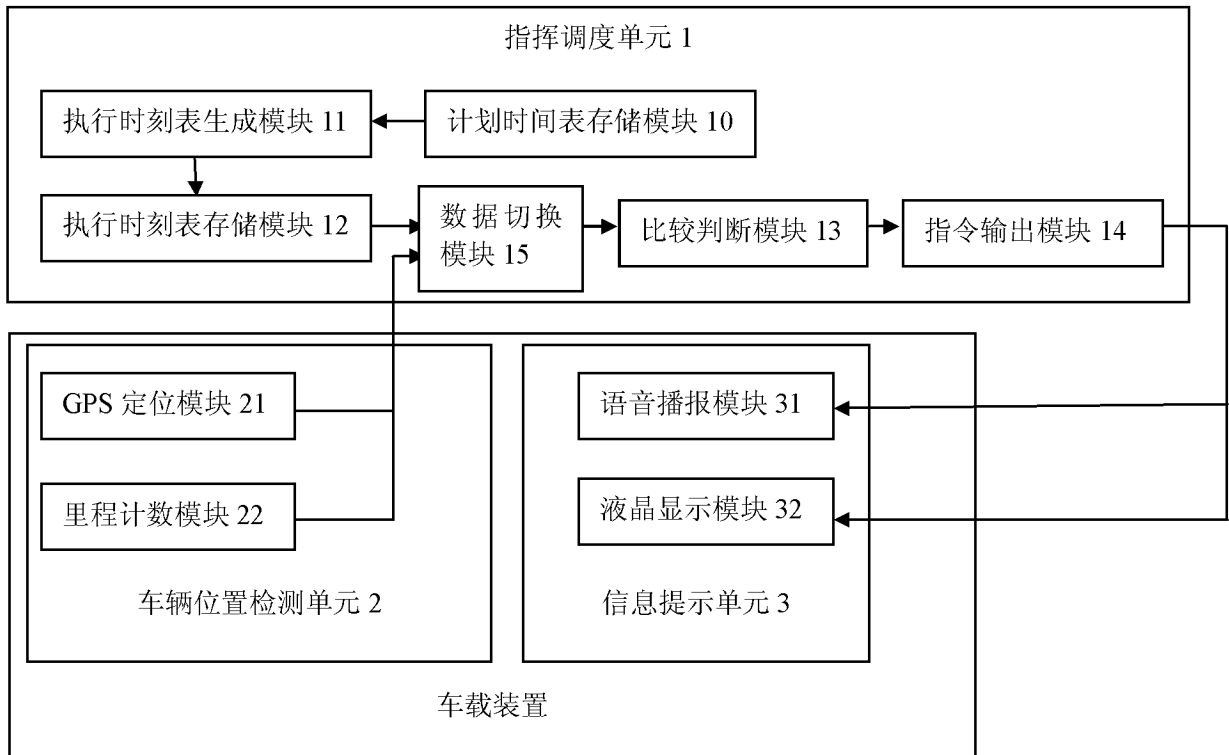 指挥调度单元 1
执行时刻表生成模块 11
计划时间表存储模块 10
执行时刻表存储模块 12
数据切换
模块 15
比较判断模块 13
指令输出模块 14
GPS 定位模块 21
语音播报模块 31
里程计数模块 22
液晶显示模块 32
车辆位置检测单元 2
信息提示单元 3
车载装置